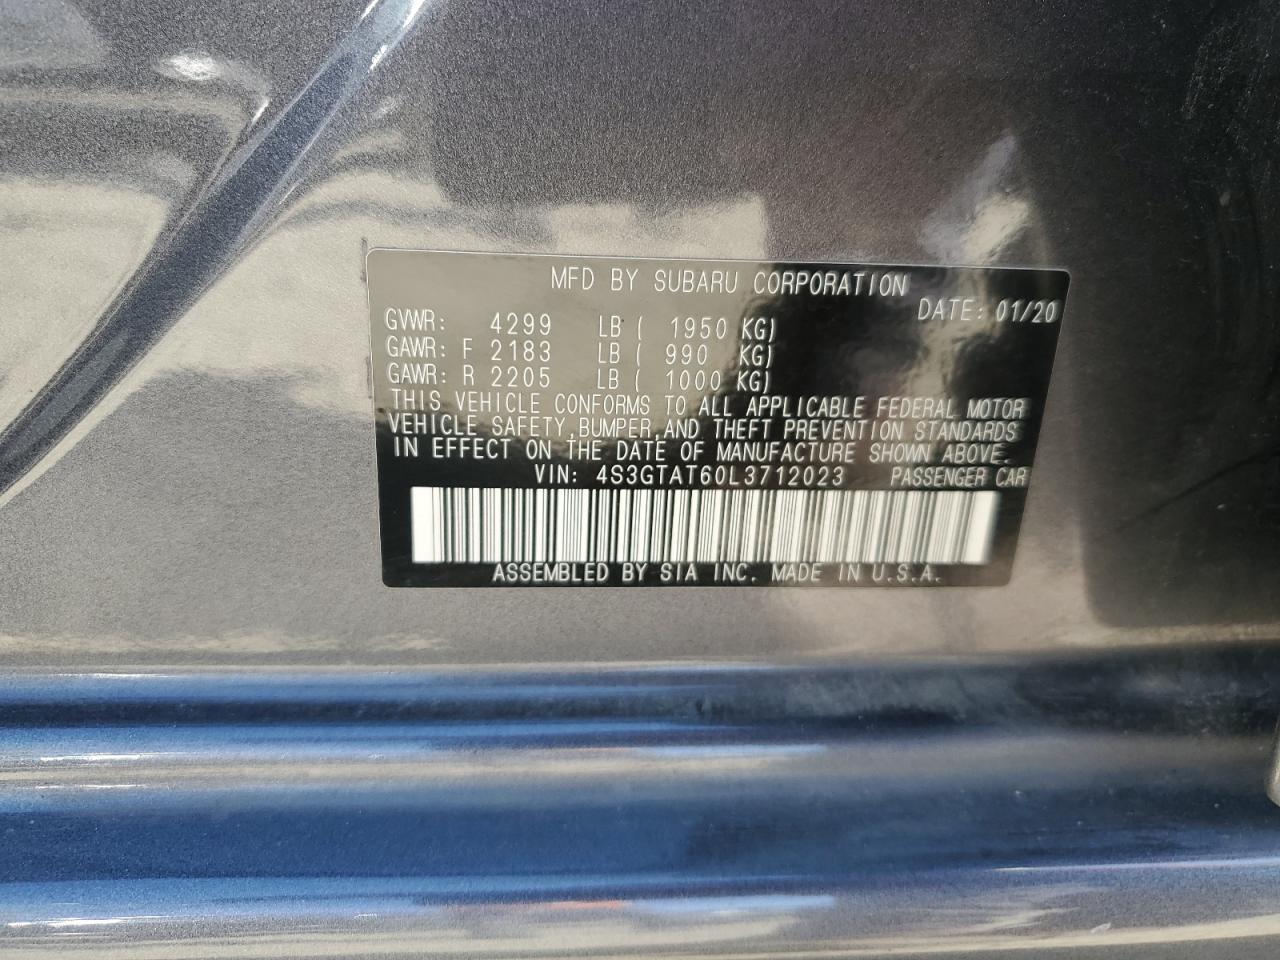 MFD BY SUBARU CORPORATION
DATE: 01/20
GVWR: 4299 LB ( 1950 KG)
GAWR: F 2183 LB ( 990 KG)
GAWR: R 2205 LB ( 1000 KG)
THIS VEHICLE CONFORMS TO ALL APPLICABLE FEDERAL MOTOR
VEHICLE SAFETY, BUMPER, AND THEFT PREVENTION STANDARDS
IN EFFECT ON THE DATE OF MANUFACTURE SHOWN ABOVE.
VIN: 4S3GTAT60L3712023 PASSENGER CAR
ASSEMBLED BY SIA INC. MADE IN U.S.A.